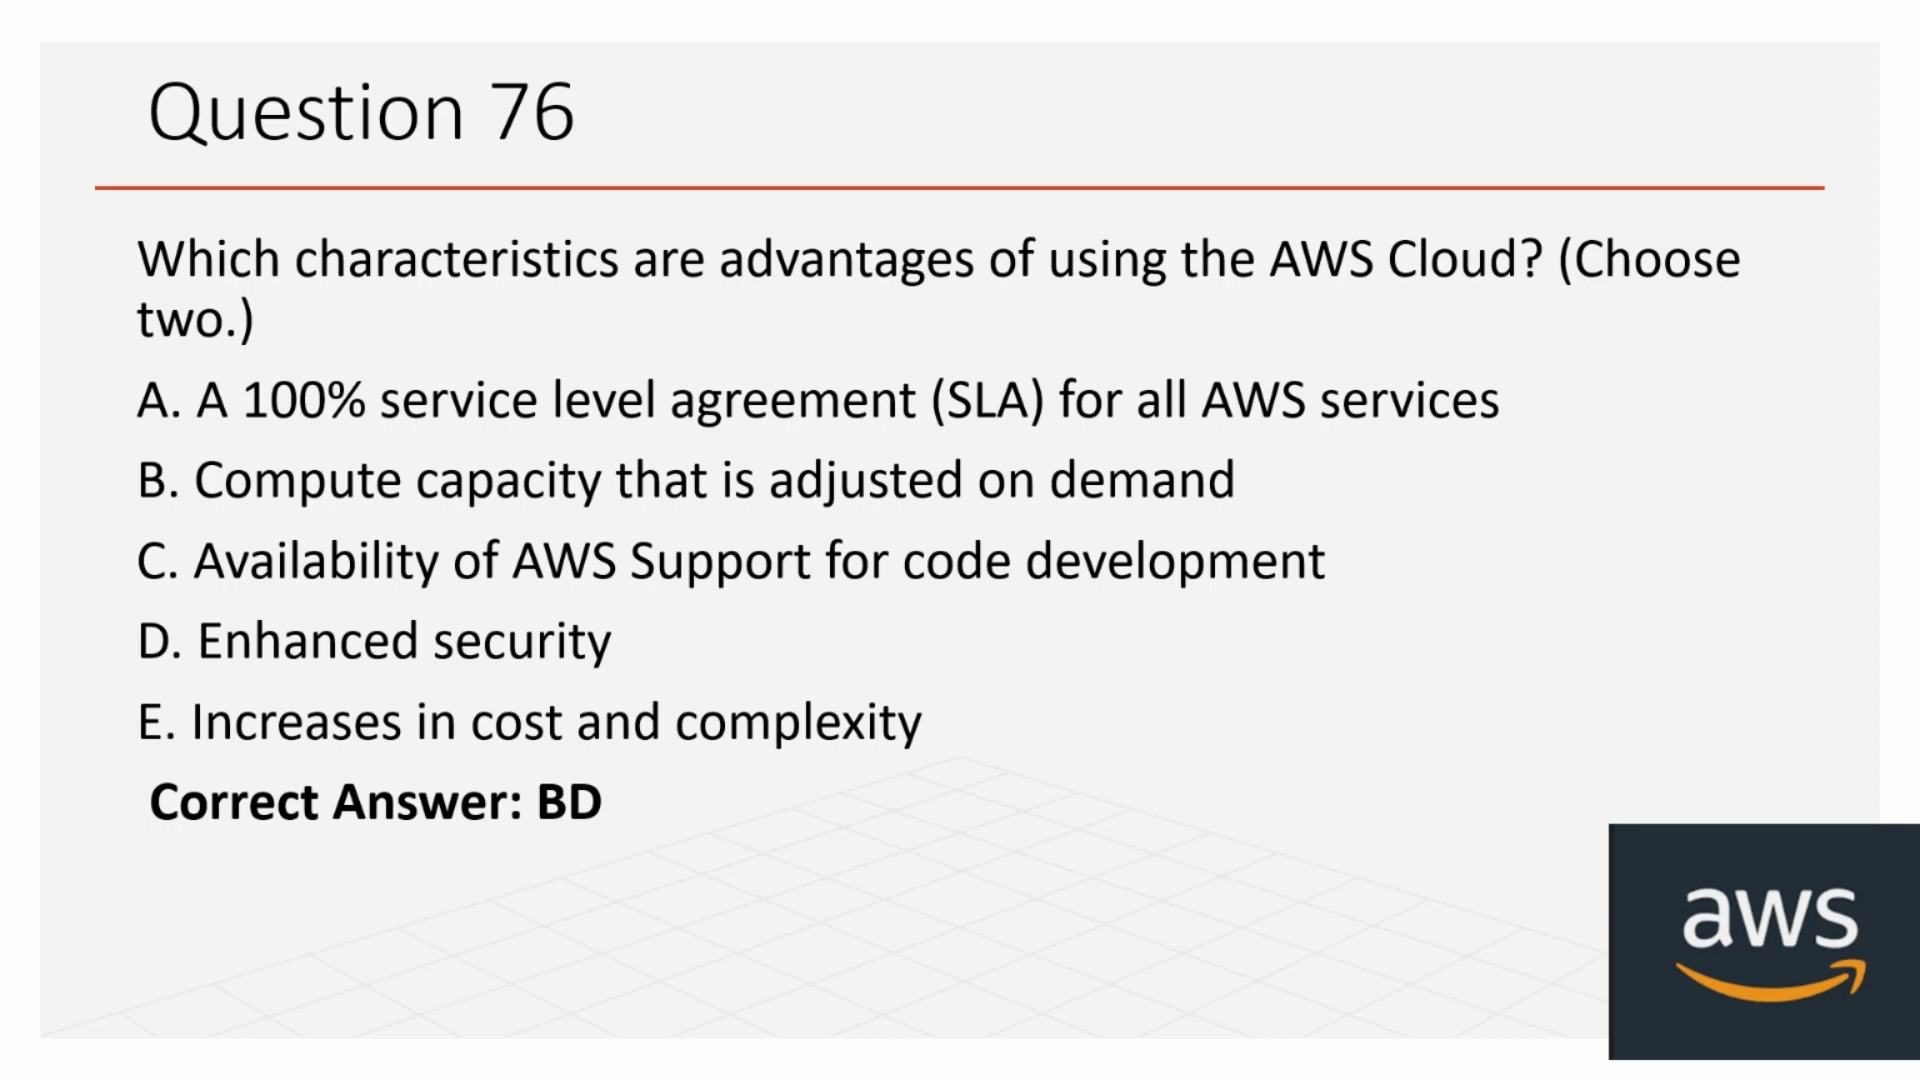 Question 76
Which characteristics are advantages of using the AWS Cloud? (Choose
two.)
A. A 100% service level agreement (SLA) for all AWS services
B. Compute capacity that is adjusted on demand
C. Availability of AWS Support for code development
D. Enhanced security
E. Increases in cost and complexity
Correct Answer: BD
aws